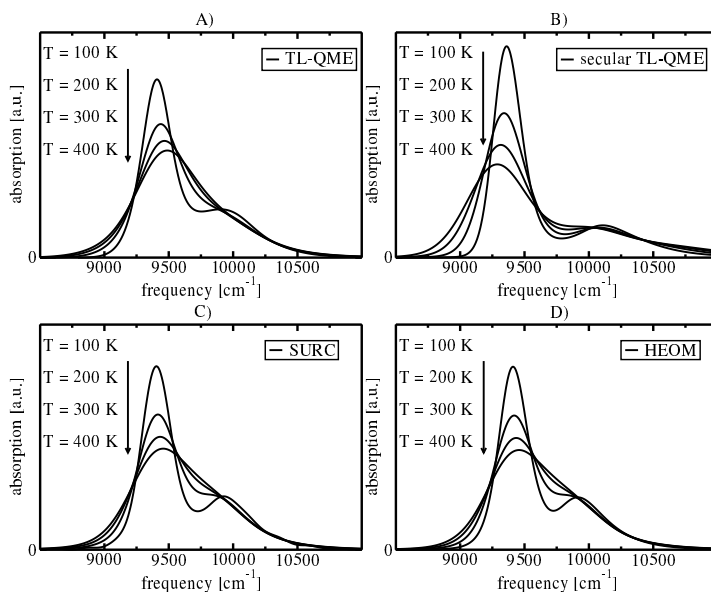 A)
T = 100 K
T = 200 K
T = 300 K
T = 400 K
TL-QME
absorption [a.u.]
0
9000 9500 10000 10500
frequency [cm-1]
B)
T = 100 K
T = 200 K
T = 300 K
T = 400 K
secular TL-QME
absorption [a.u.]
0
9000 9500 10000 10500
frequency [cm-1]
C)
T = 100 K
T = 200 K
T = 300 K
T = 400 K
SURC
absorption [a.u.]
0
9000 9500 10000 10500
frequency [cm-1]
D)
T = 100 K
T = 200 K
T = 300 K
T = 400 K
HEOM
absorption [a.u.]
0
9000 9500 10000 10500
frequency [cm-1]